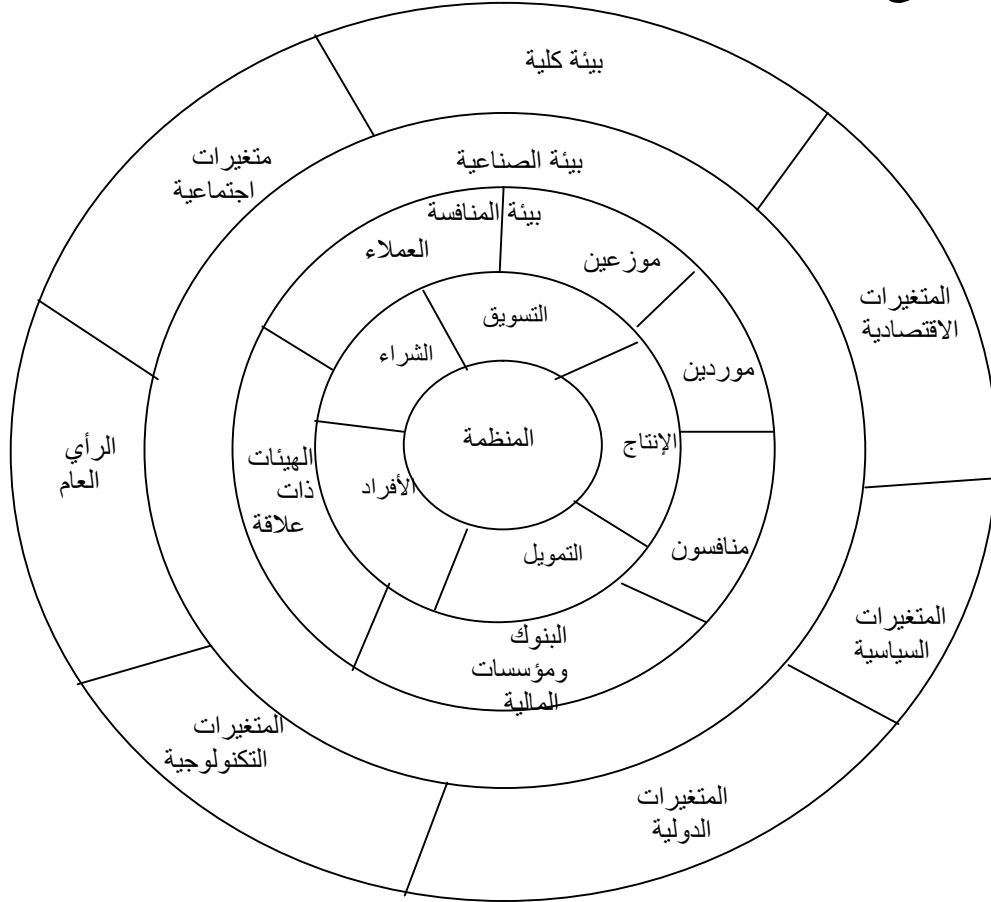 بيئة كلية
متغيرات
اجتماعية
بيئة الصناعية
بيئة المنافسة
العملاء
موزعين
المتغيرات
الاقتصادية
التسويق
الشراء
موردين
المنظمة
الإنتاج
الرأي
العام
الهيئات
ذات
علاقة
الأفراد
منافسون
التمويل
المتغيرات
السياسية
البنوك
ومؤسسات
المالية
المتغيرات
التكنولوجية
المتغيرات
الدولية